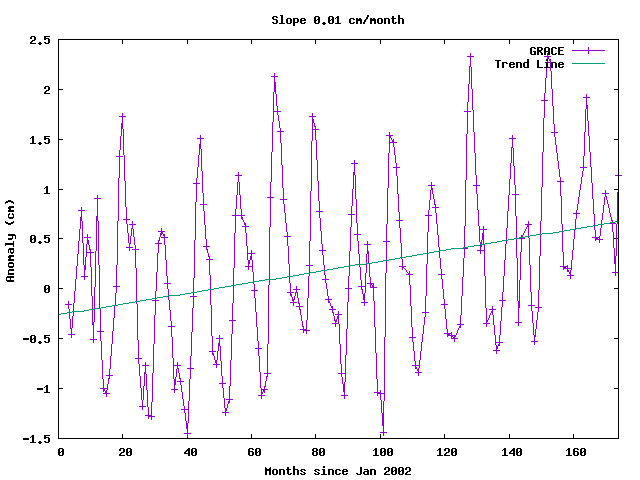 Slope 0.01 cm/month
GRACE
Trend Line
2.5
2
1.5
1
0.5
0
-0.5
-1
-1.5
Anomaly (cm)
0 20 40 60 80 100 120 140 160
Months since Jan 2002